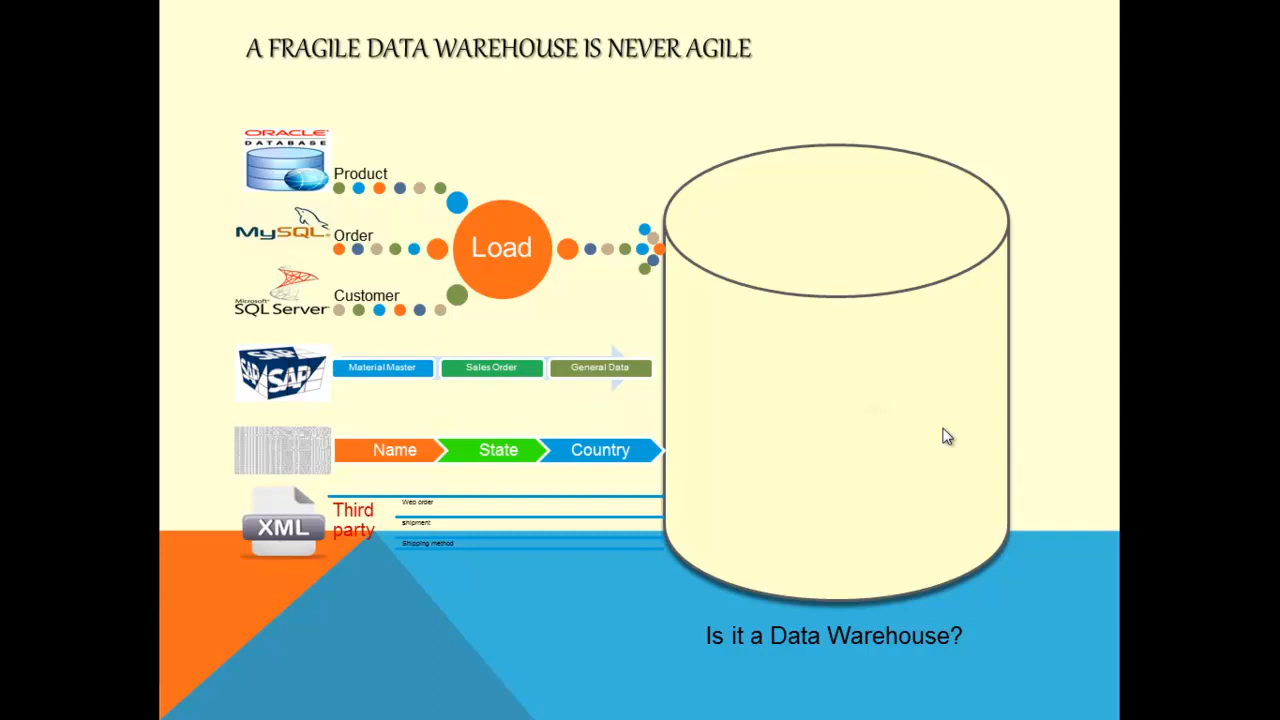 A FRAGILE DATA WAREHOUSE IS NEVER AGILE
ORACLE
DATABASE
Product
MySQL
Order
Load
Microsoft
SQL Server
Customer
SAP
SAP
SAP
Material Master
Sales Order
General Data
Name
State
Country
XML
Third
party
Web order
shipment
Shipping method
Is it a Data Warehouse?